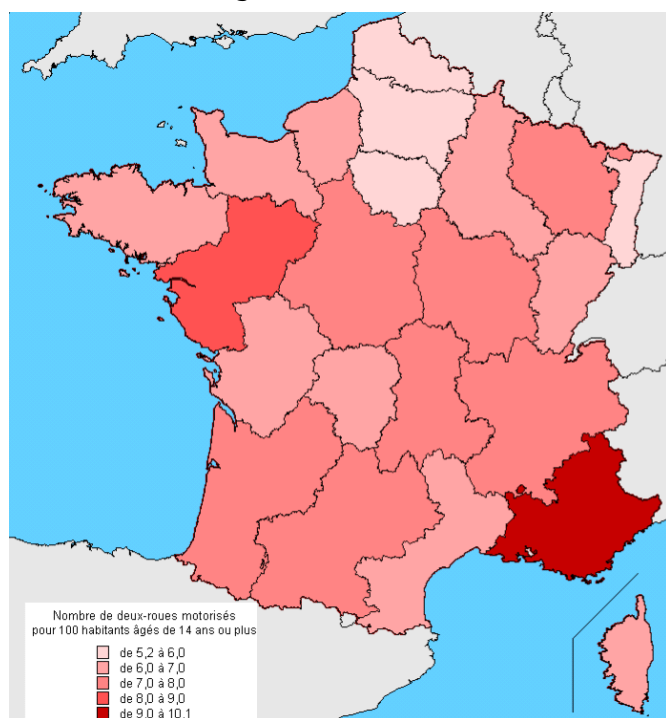 Nombre de deux-roues motorisés
pour 100 habitants âgés de 14 ans ou plus
de 5,2 à 6,0
de 6,0 à 7,0
de 7,0 à 8,0
de 8,0 à 9,0
de 9,0 à 10,1